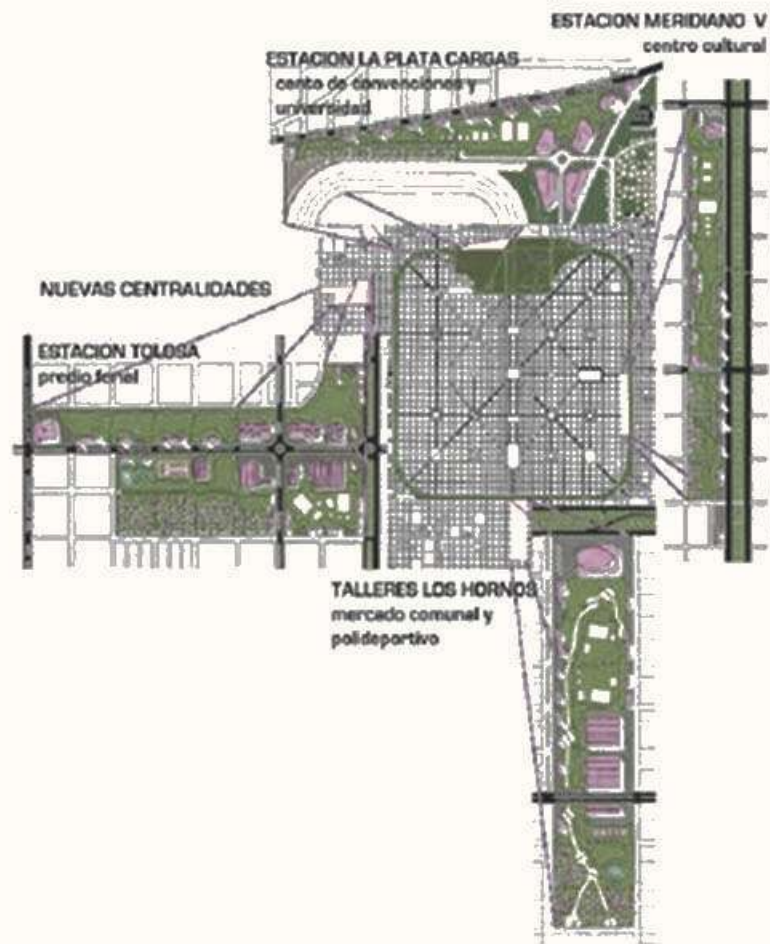 ESTACION MERIDIANO V
centro cultural
ESTACION LA PLATA CARGAS
cento de convenciones y
universidad
NUEVAS CENTRALIDADES
ESTACION TOLOSA
predio ferial
TALLERES LOS HORNOS
mercado comunal y
polideportivo